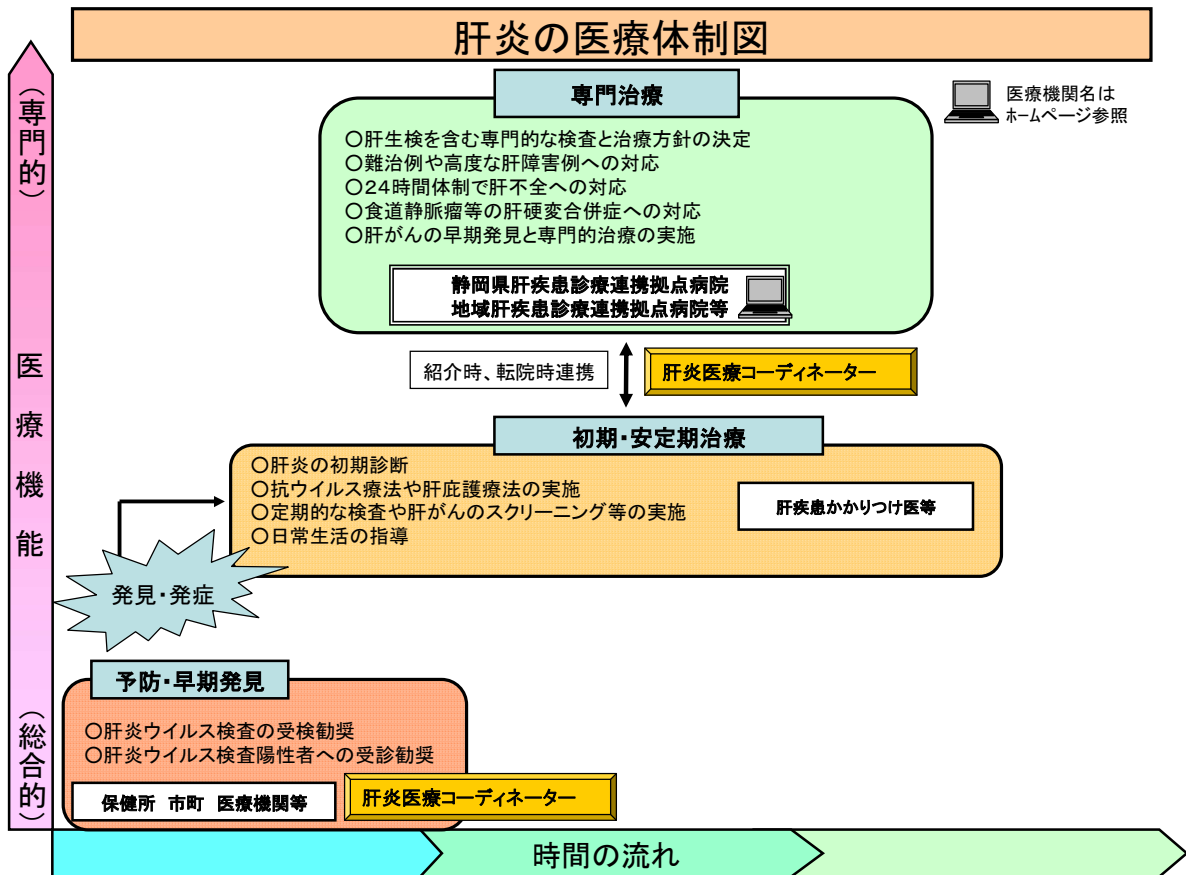 肝炎の医療体制図
(専門的)
医療機能
(総合的)
専門治療
医療機関名は
ホームページ参照
○肝生検を含む専門的な検査と治療方針の決定
○難治例や高度な肝障害例への対応
○24時間体制で肝不全への対応
○食道静脈瘤等の肝硬変合併症への対応
○肝がんの早期発見と専門的治療の実施
静岡県肝疾患診療連携拠点病院
地域肝疾患診療連携拠点病院等
紹介時、転院時連携
肝炎医療コーディネーター
初期・安定期治療
○肝炎の初期診断
○抗ウイルス療法や肝庇護療法の実施
○定期的な検査や肝がんのスクリーニング等の実施
○日常生活の指導
肝疾患かかりつけ医等
発見・発症
予防・早期発見
○肝炎ウイルス検査の受検勧奨
○肝炎ウイルス検査陽性者への受診勧奨
保健所 市町 医療機関等
肝炎医療コーディネーター
時間の流れ